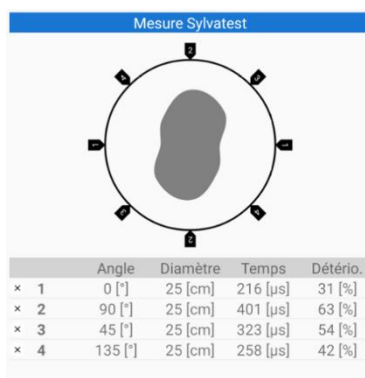 Mesure Sylvatest
2
4 3
1 1
3 4
2
Angle Diamètre Temps Détério.
× 1 0 [°] 25 [cm] 216 [µs] 31 [%]
× 2 90 [°] 25 [cm] 401 [µs] 63 [%]
× 3 45 [°] 25 [cm] 323 [µs] 54 [%]
× 4 135 [°] 25 [cm] 258 [µs] 42 [%]